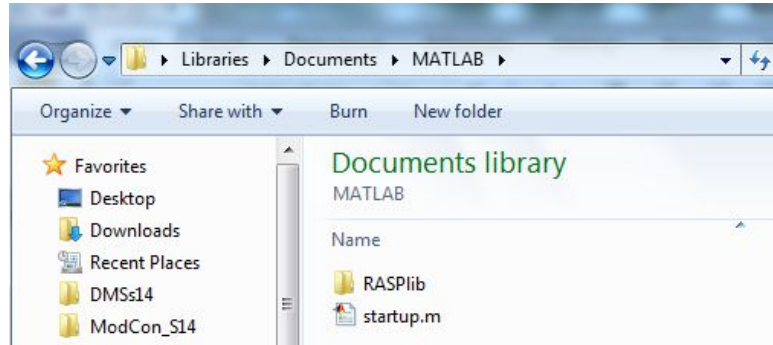 Libraries Documents MATLAB
Organize Share with Burn New folder
Favorites
Desktop
Downloads
Recent Places
DMSs14
ModCon_S14
Documents library
MATLAB
Name
RASPlib
startup.m